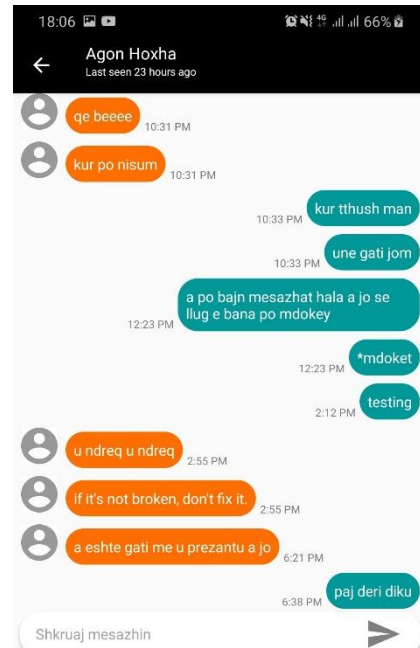 18:06 4G 66%
Agon Hoxha
Last seen 23 hours ago
qe beeee
10:31 PM
kur po nisum
10:31 PM
kur tthush man
10:33 PM
une gati jom
10:33 PM
a po bajn mesazhat hala a jo se
llug e bana po mdokey
12:23 PM
*mdoket
12:23 PM
testing
2:12 PM
u ndreq u ndreq
2:55 PM
if it's not broken, don't fix it.
2:55 PM
a eshte gati me u prezantu a jo
6:21 PM
paj deri diku
6:38 PM
Shkruaj mesazhin